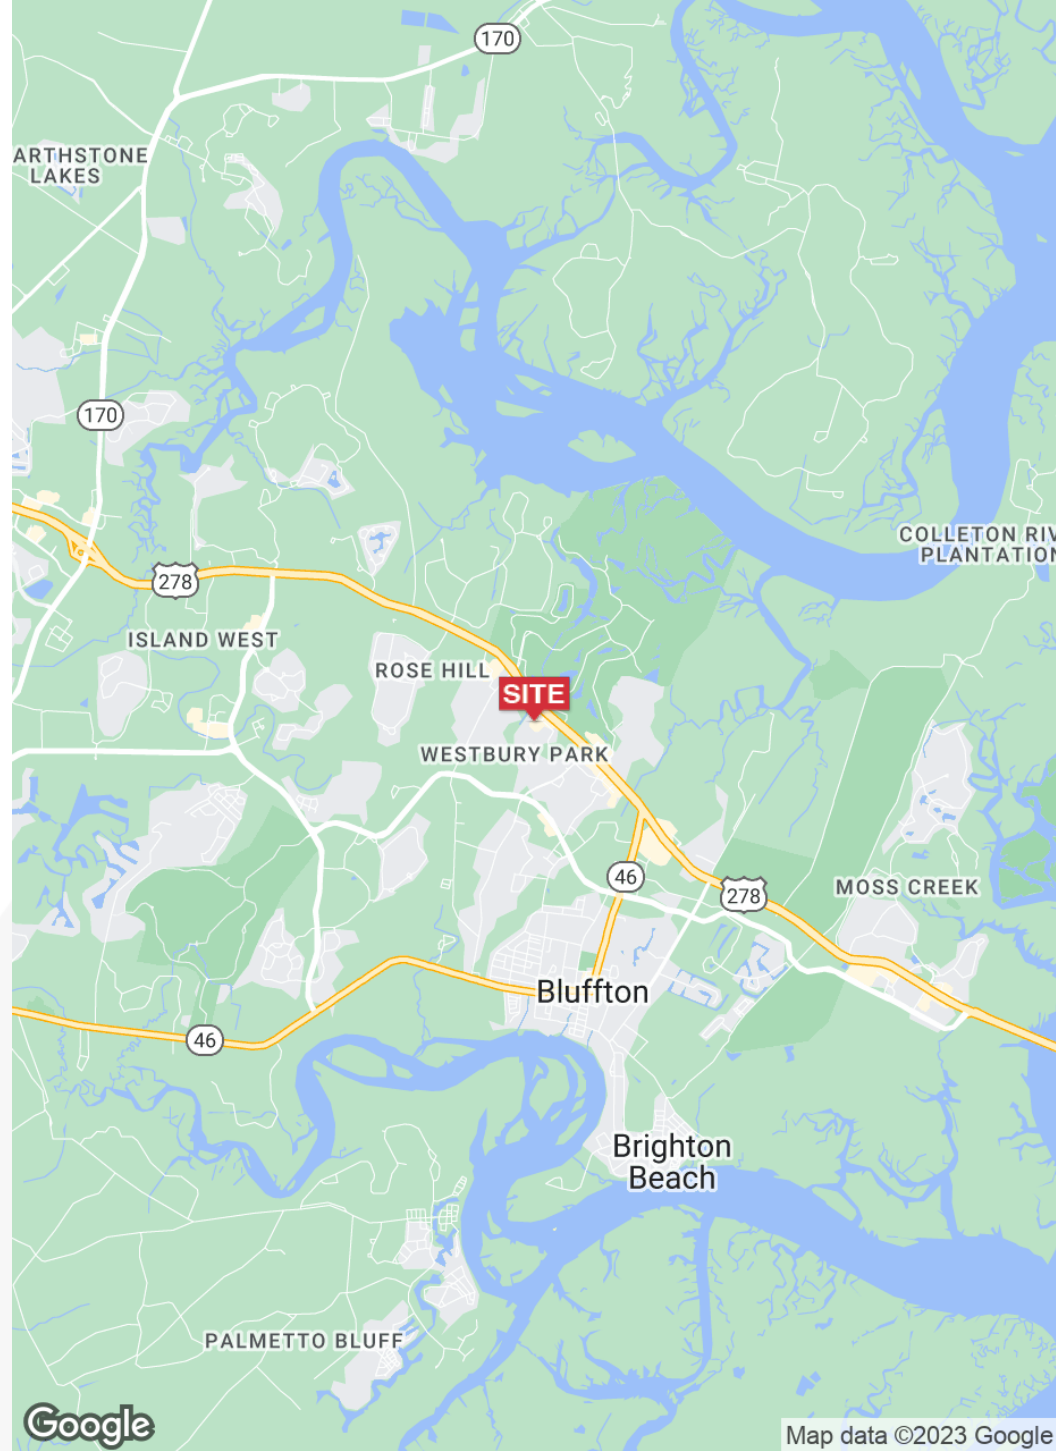 170
ARTHSTONE
LAKES
170
COLLETON RIV
PLANTATION
278
ISLAND WEST
ROSE HILL
SITE
WESTBURY PARK
46
278
MOSS CREEK
Bluffton
46
Brighton
Beach
PALMETTO BLUFF
Google
Map data ©2023 Google